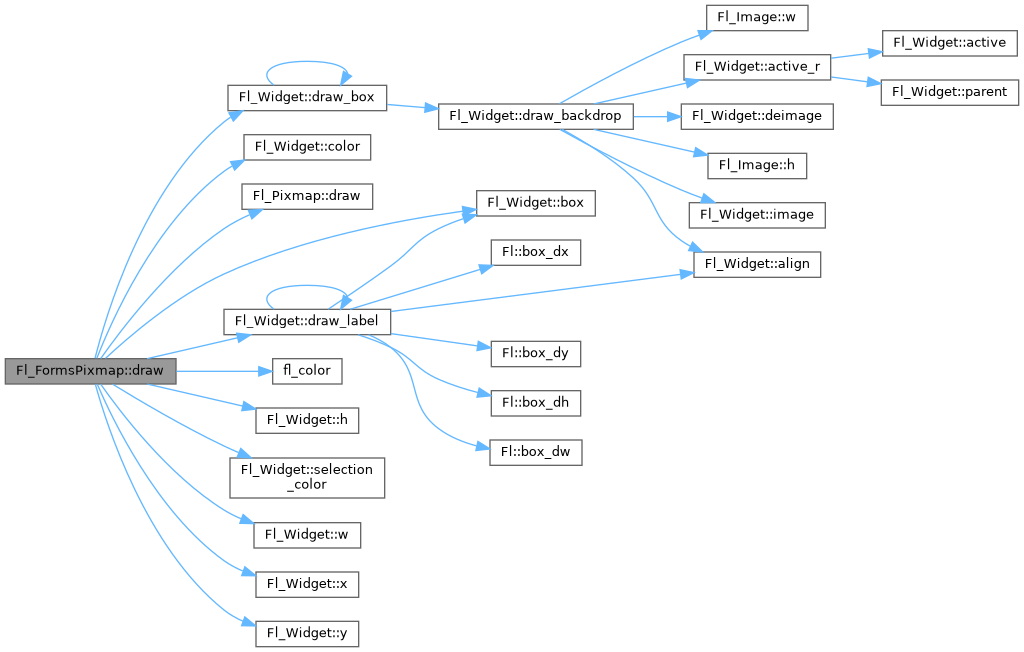 Fl_Image::w
Fl_Widget::active
Fl_Widget::active_r
Fl_Widget::parent
Fl_Widget::draw_box
Fl_Widget::draw_backdrop
Fl_Widget::deimage
Fl_Widget::color
Fl_Image::h
Fl_Pixmap::draw
Fl_Widget::box
Fl_Widget::image
Fl::box_dx
Fl_Widget::align
Fl_Widget::draw_label
Fl::box_dy
Fl_FormsPixmap::draw
fl_color
Fl::box_dh
Fl_Widget::h
Fl::box_dw
Fl_Widget::selection
_color
Fl_Widget::w
Fl_Widget::x
Fl_Widget::y